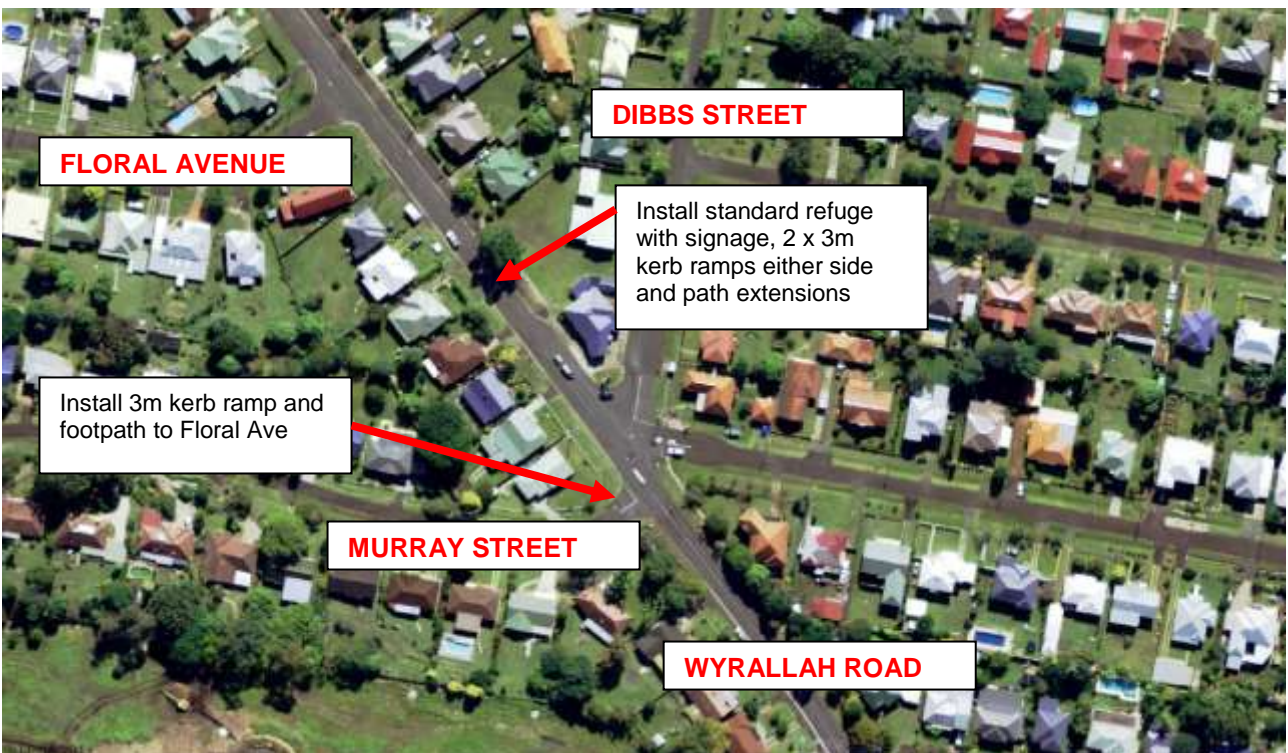 DIBBS STREET
FLORAL AVENUE
Install standard refuge
with signage, 2 x 3m
kerb ramps either side
and path extensions
Install 3m kerb ramp and
footpath to Floral Ave
MURRAY STREET
WYRALLAH ROAD